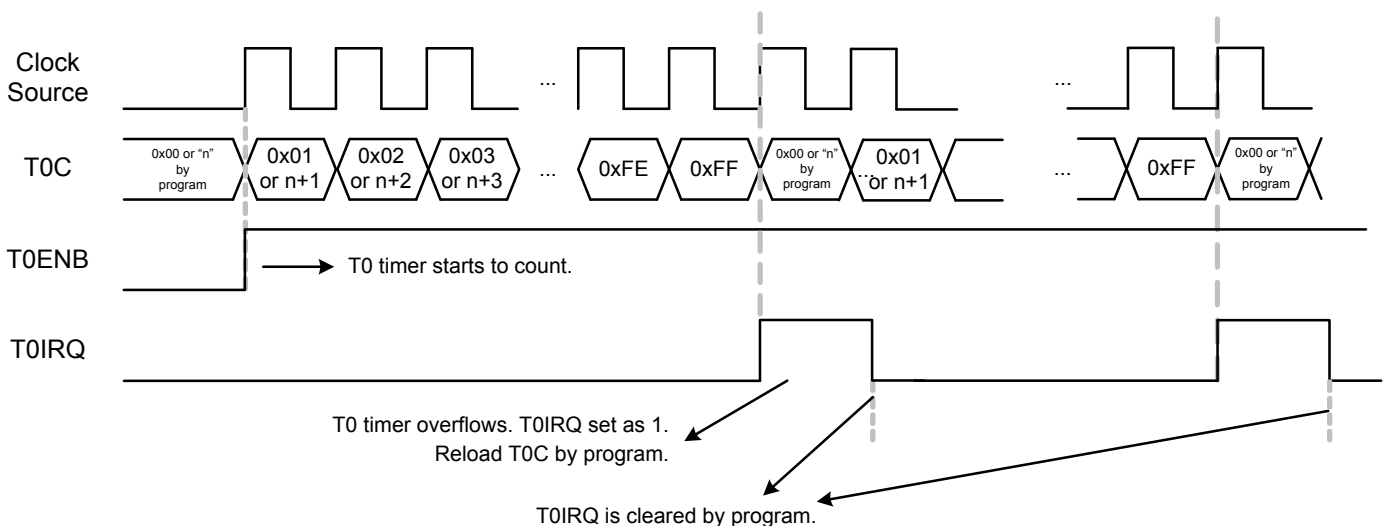 Clock
Source
...
...
...
T0C
0x00 or “n”
by
program
0x01
or n+1
0x02
or n+2
0x03
or n+3
...
0xFE
0xFF
0x00 or “n”
by
program
...
0x01
or n+1
...
0xFF
0x00 or “n”
by
program
T0ENB
T0 timer starts to count.
T0IRQ
T0 timer overflows. T0IRQ set as 1.
Reload T0C by program.
T0IRQ is cleared by program.